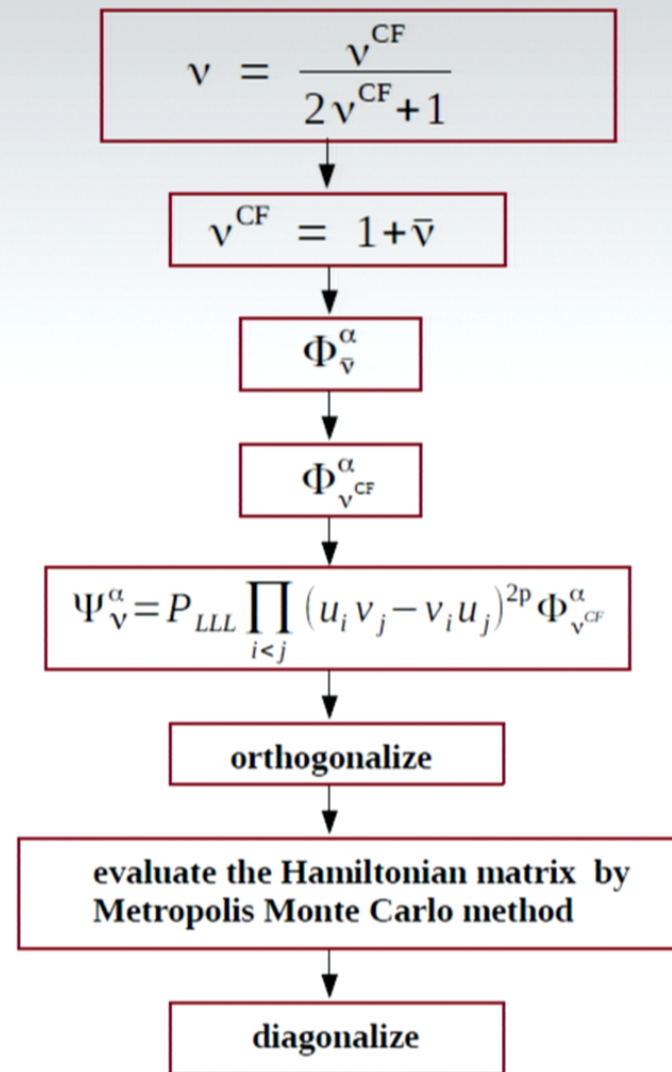 ν = ν^CF / 2ν^CF+1
ν^CF = 1+ν̄
Φ^α_ν̄
Φ^α_ν^CF
Ψ^α_ν=P_LLL ∏_i<j (u_i v_j−v_i u_j)^2p Φ^α_ν^CF
orthogonalize
evaluate the Hamiltonian matrix by
Metropolis Monte Carlo method
diagonalize